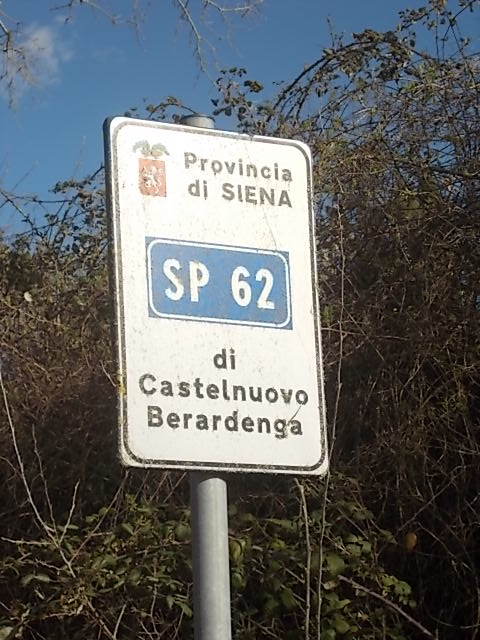 Provincia
di SIENA
SP 62
di
Castelnuovo
Berardenga